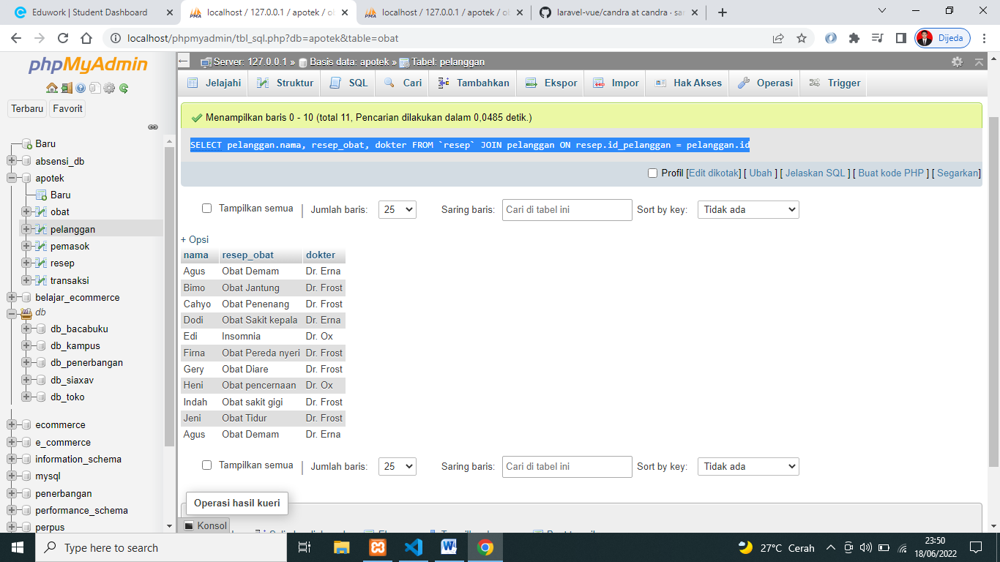 Eduwork | Student Dashboard
localhost / 127.0.0.1 / apotek / ob
localhost / 127.0.0.1 / apotek / ob
laravel-vue/candra at candra · sar
localhost/phpmyadmin/tbl_sql.php?db=apotek&table=obat
Dijeda
phpMyAdmin
Terbaru
Favorit
Baru
absensi_db
apotek
Baru
obat
pelanggan
pemasok
resep
transaksi
belajar_ecommerce
db
db_bacabuku
db_kampus
db_penerbangan
db_siaxav
db_toko
ecommerce
e_commerce
information_schema
mysql
penerbangan
performance_schema
perpus
Server: 127.0.0.1 » Basis data: apotek » Tabel: pelanggan
Jelajahi Struktur SQL Cari Tambahkan Ekspor Impor Hak Akses Operasi Trigger
Menampilkan baris 0 - 10 (total 11, Pencarian dilakukan dalam 0,0485 detik.)
SELECT pelanggan.nama, resep_obat, dokter FROM `resep` JOIN pelanggan ON resep.id_pelanggan = pelanggan.id
Profil [Edit dikotak] [ Ubah ] [ Jelaskan SQL ] [ Buat kode PHP ] [ Segarkan]
Tampilkan semua | Jumlah baris: 25 Saring baris: Cari di tabel ini Sort by key: Tidak ada
+ Opsi
nama resep_obat dokter
Agus Obat Demam Dr. Erna
Bimo Obat Jantung Dr. Frost
Cahyo Obat Penenang Dr. Frost
Dodi Obat Sakit kepala Dr. Erna
Edi Insomnia Dr. Ox
Firna Obat Pereda nyeri Dr. Frost
Gery Obat Diare Dr. Frost
Heni Obat pencernaan Dr. Ox
Indah Obat sakit gigi Dr. Frost
Jeni Obat Tidur Dr. Frost
Agus Obat Demam Dr. Erna
Tampilkan semua | Jumlah baris: 25 Saring baris: Cari di tabel ini Sort by key: Tidak ada
Operasi hasil kueri
Konsol
Type here to search
27°C Cerah
23:50
18/06/2022